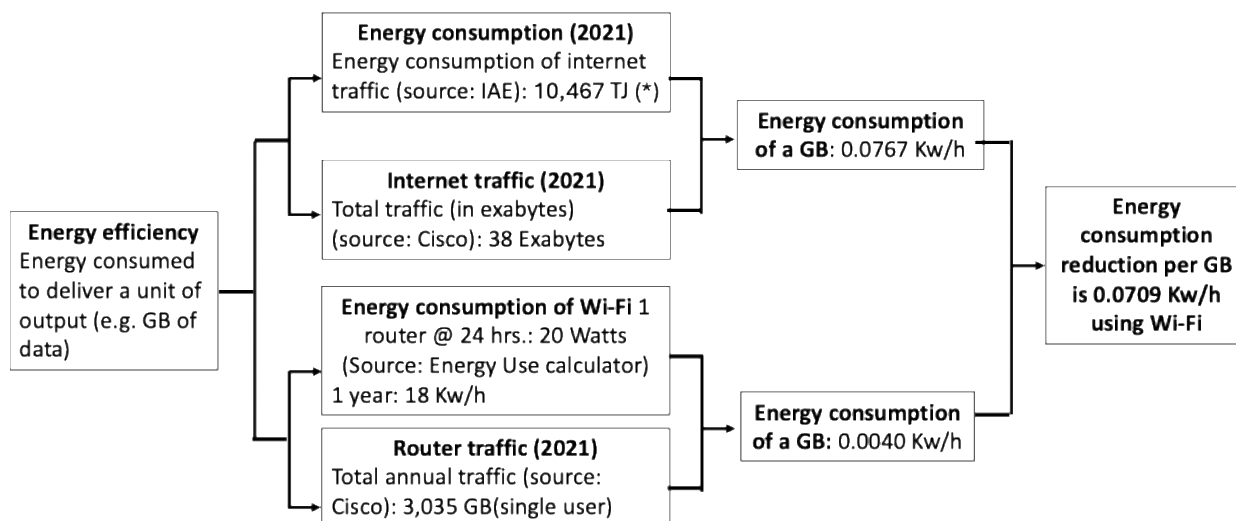 Energy efficiency
Energy consumed
to deliver a unit of
output (e.g. GB of
data)
Energy consumption (2021)
Energy consumption of internet
traffic (source: IAE): 10,467 TJ (*)
Internet traffic (2021)
Total traffic (in exabytes)
(source: Cisco): 38 Exabytes
Energy consumption of Wi-Fi 1
router @ 24 hrs.: 20 Watts
(Source: Energy Use calculator)
1 year: 18 Kw/h
Router traffic (2021)
Total annual traffic (source:
Cisco): 3,035 GB(single user)
Energy consumption
of a GB: 0.0767 Kw/h
Energy consumption
of a GB: 0.0040 Kw/h
Energy
consumption
reduction per GB
is 0.0709 Kw/h
using Wi-Fi